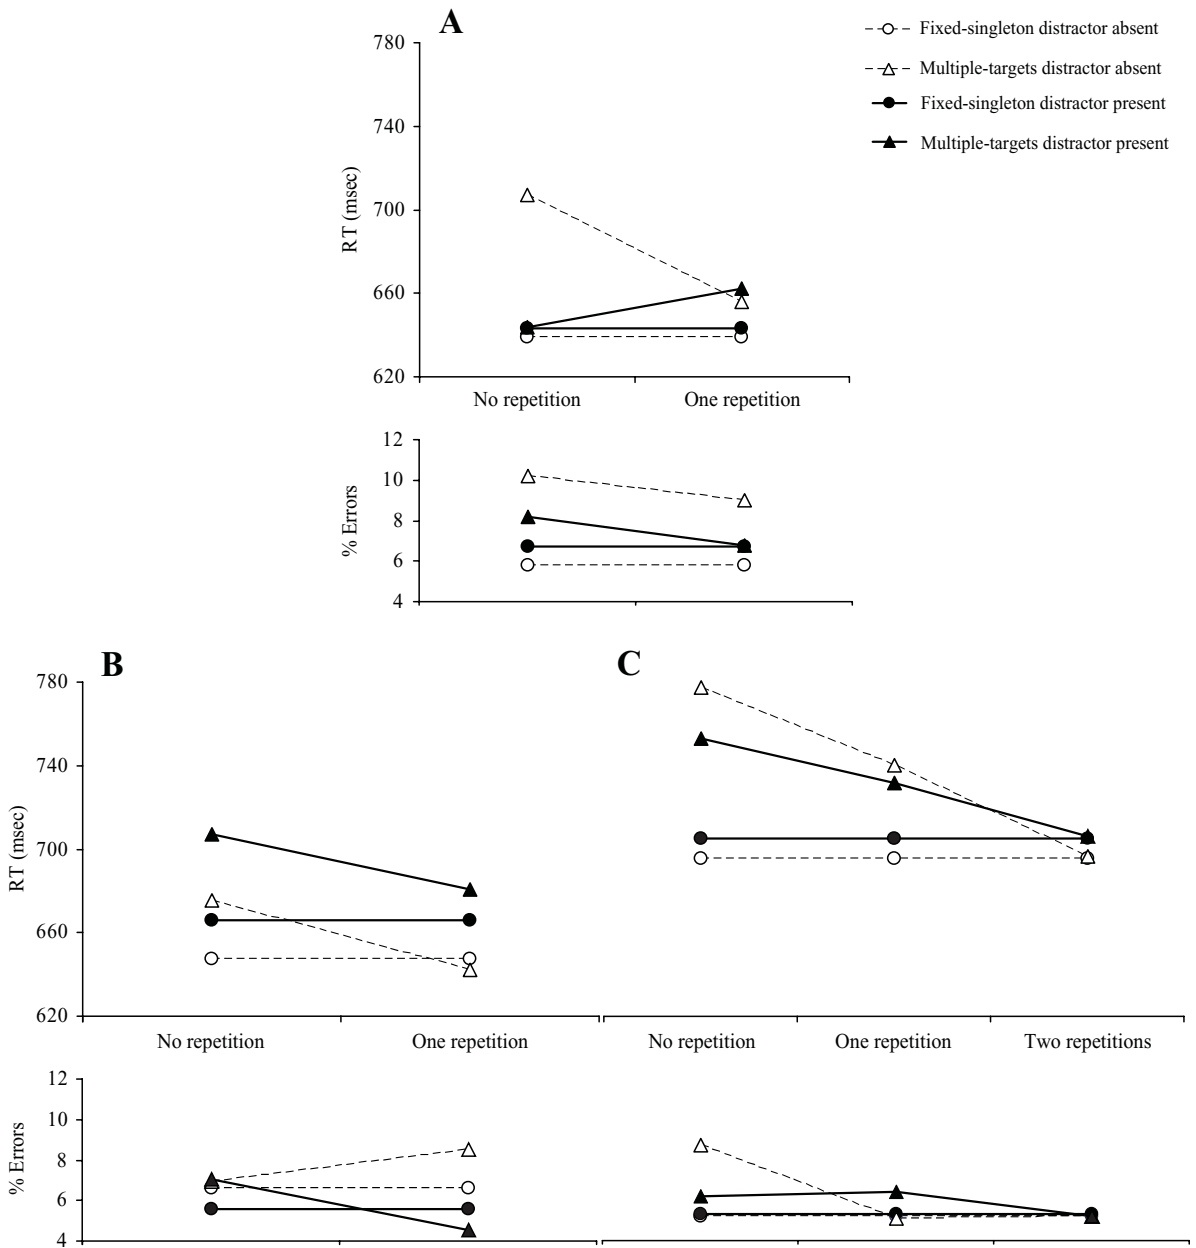 A
Fixed-singleton distractor absent
Multiple-targets distractor absent
Fixed-singleton distractor present
Multiple-targets distractor present
780
740
700
660
620
RT (msec)
No repetition
One repetition
12
10
8
6
4
% Errors
B
780
740
700
660
620
RT (msec)
No repetition
One repetition
12
10
8
6
4
% Errors
C
No repetition
One repetition
Two repetitions